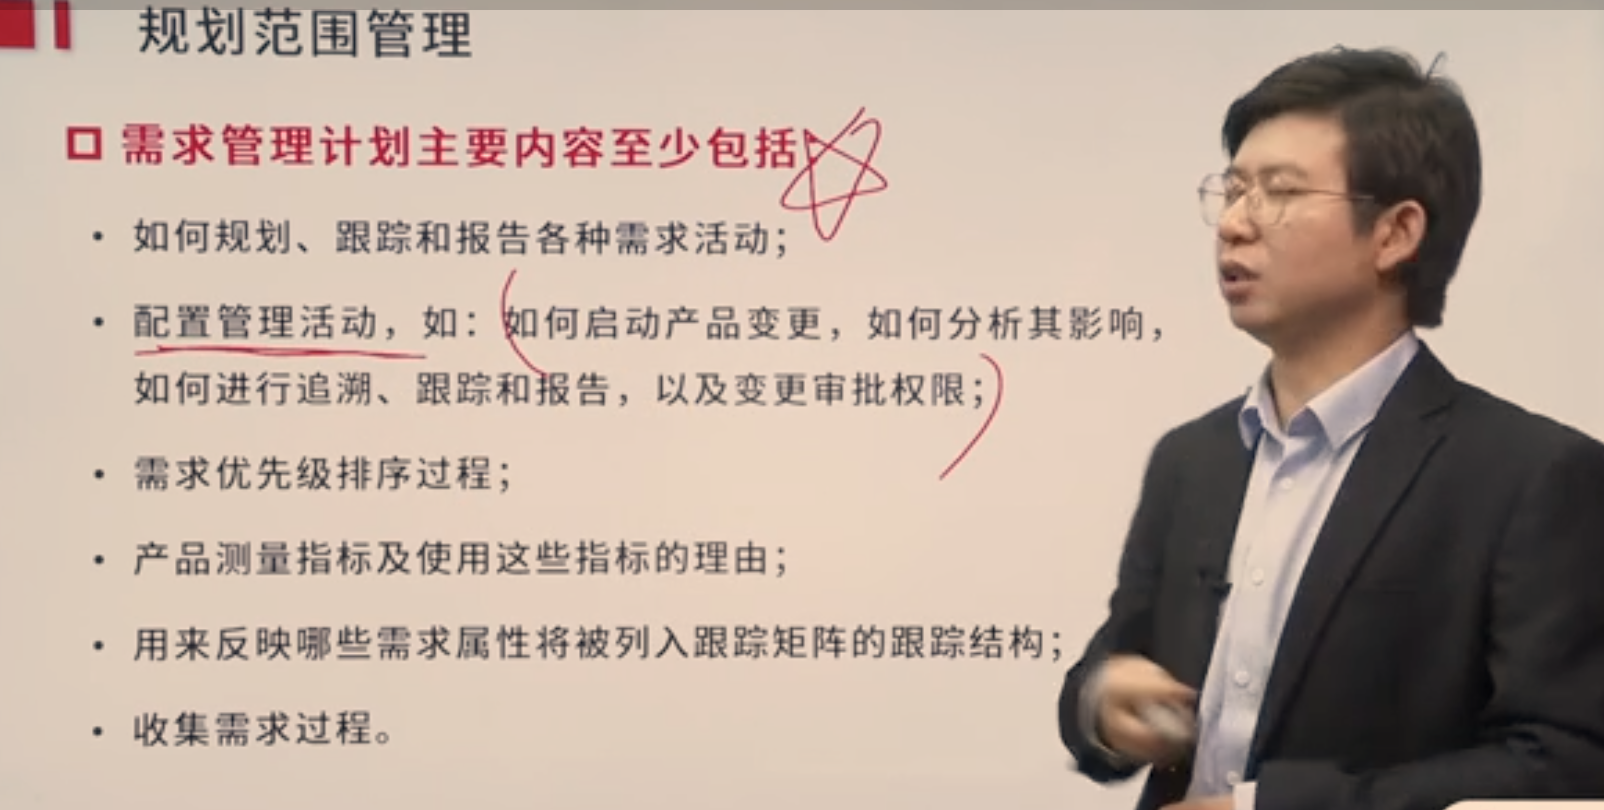 规划范围管理
需求管理计划主要内容至少包括
• 如何规划、跟踪和报告各种需求活动；
• 配置管理活动，如：如何启动产品变更，如何分析其影响，
如何进行追溯、跟踪和报告，以及变更审批权限；
• 需求优先级排序过程；
• 产品测量指标及使用这些指标的理由；
• 用来反映哪些需求属性将被列入跟踪矩阵的跟踪结构；
• 收集需求过程。